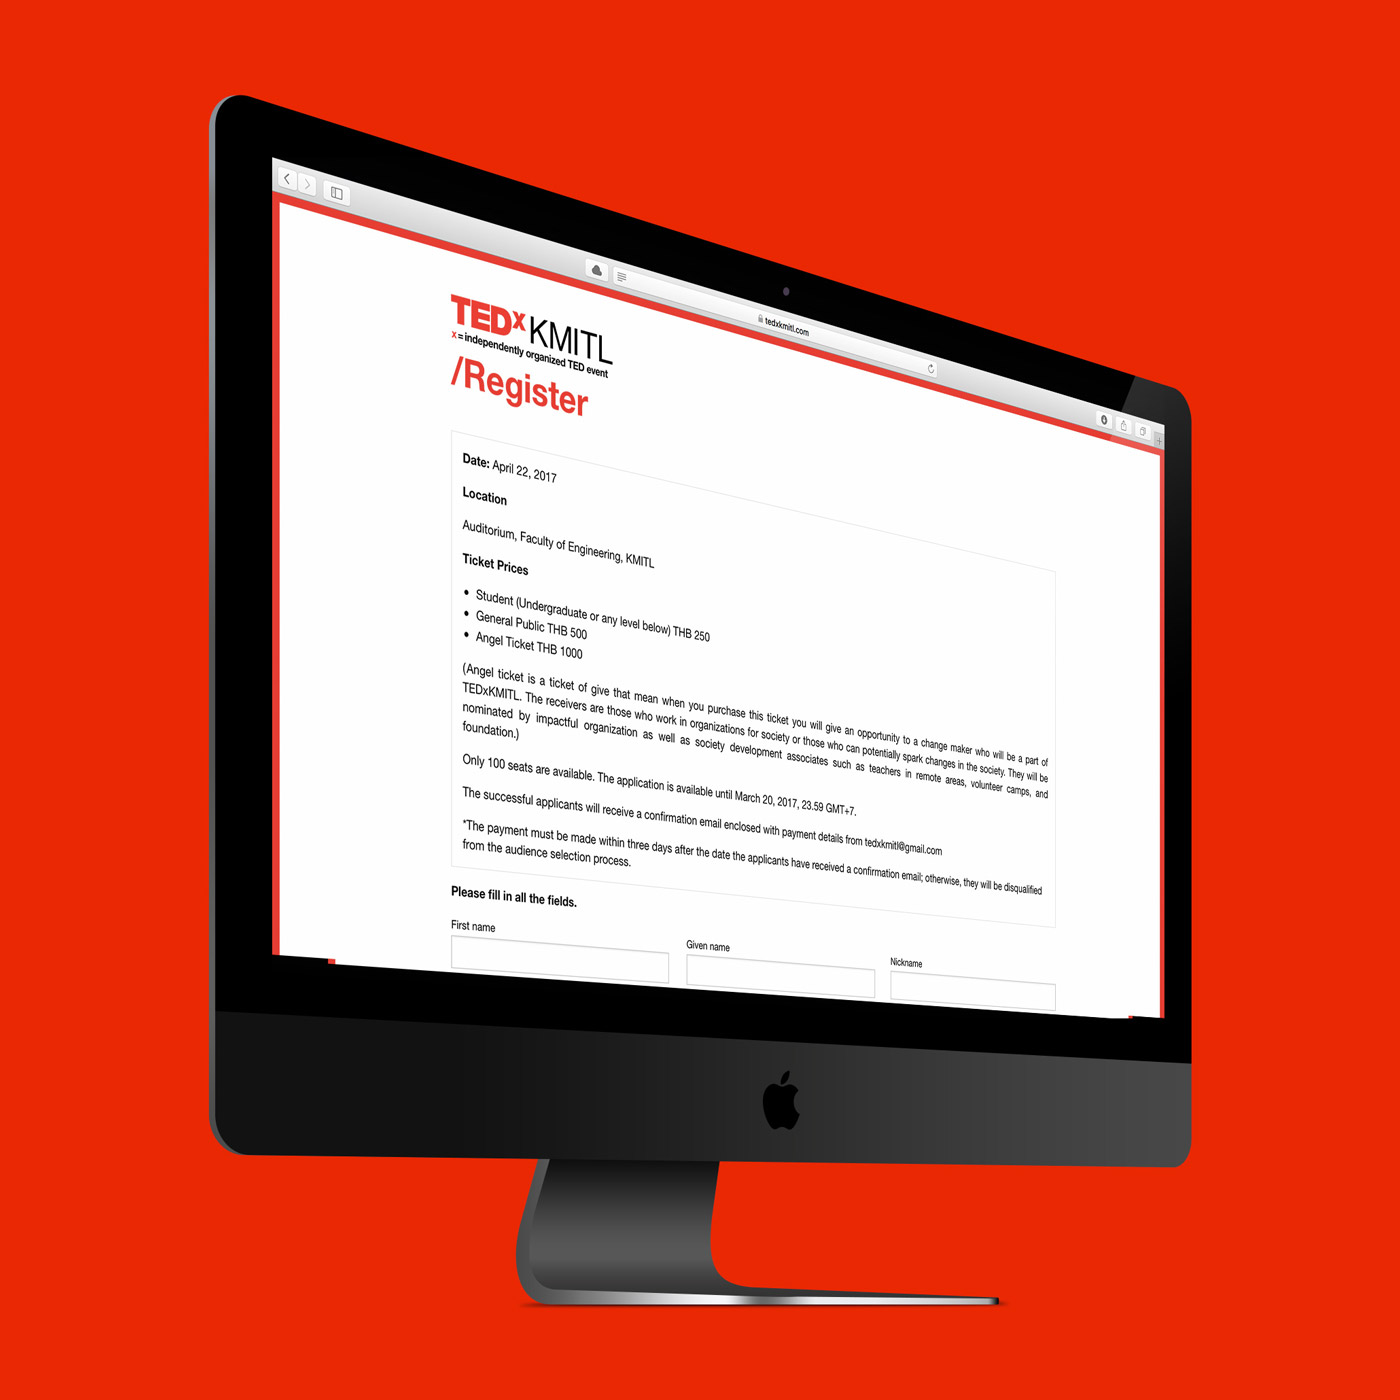 tedxkmitl.com
TEDxKMITL
x = independently organized TED event
/Register
Date: April 22, 2017
Location
Auditorium, Faculty of Engineering, KMITL
Ticket Prices
• Student (Undergraduate or any level below) THB 250
• General Public THB 500
• Angel Ticket THB 1000
(Angel ticket is a ticket of give that mean when you purchase this ticket you will give an opportunity to a change maker who will be a part of
TEDxKMITL. The receivers are those who work in organizations for society or those who can potentially spark changes in the society. They will be
nominated by impactful organization as well as society development associates such as teachers in remote areas, volunteer camps, and
foundation.)
Only 100 seats are available. The application is available until March 20, 2017, 23.59 GMT+7.
The successful applicants will receive a confirmation email enclosed with payment details from tedxkmitl@gmail.com
*The payment must be made within three days after the date the applicants have received a confirmation email; otherwise, they will be disqualified
from the audience selection process.
Please fill in all the fields.
First name
Given name
Nickname